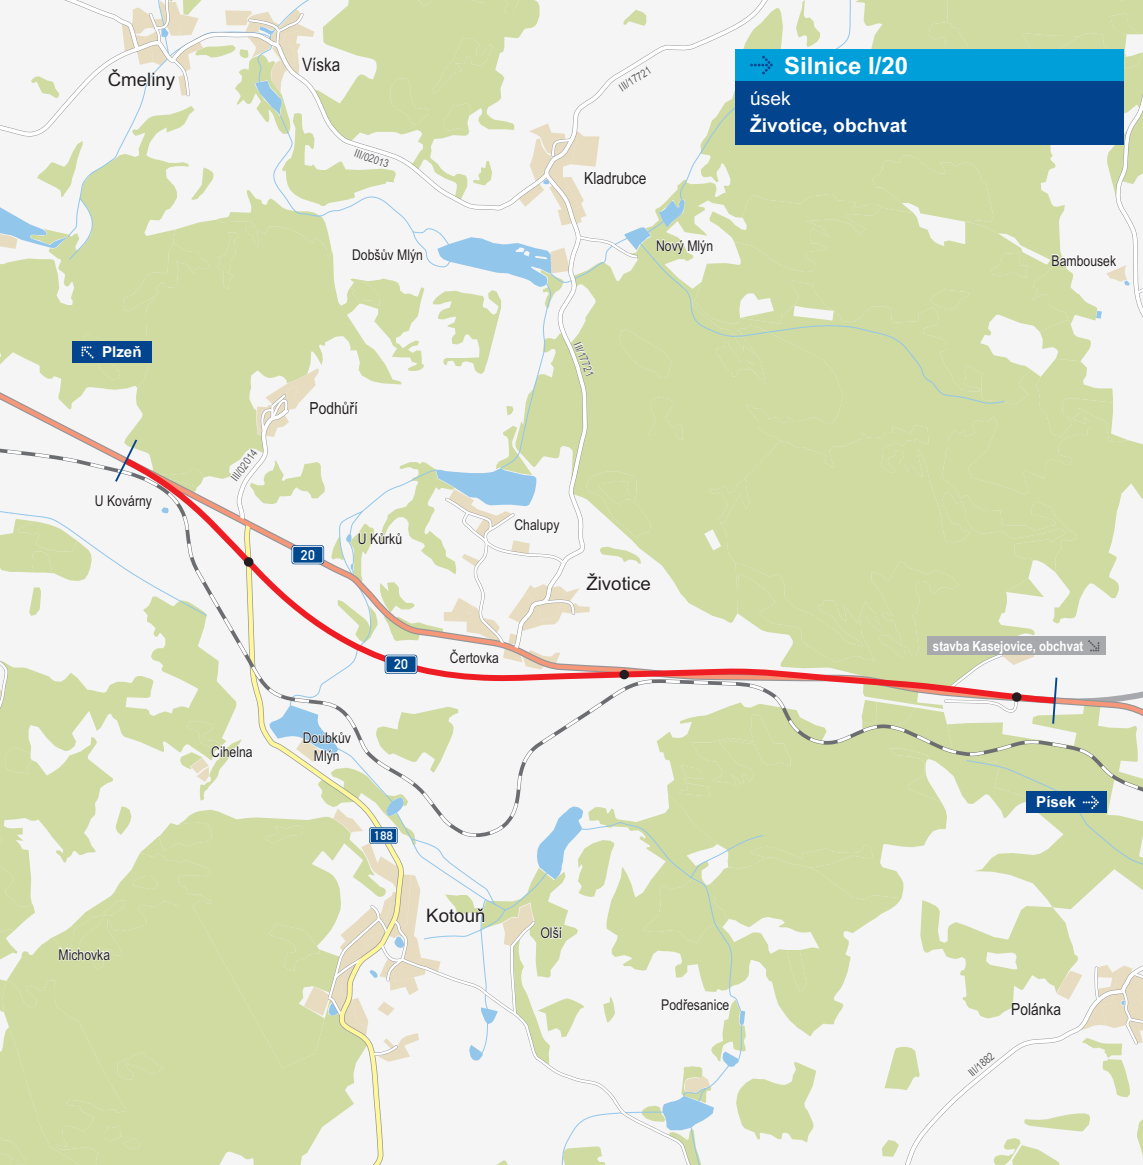 Silnice I/20
úsek
Životice, obchvat
Víska
Čmeliny
III/17721
III/02013
Kladrubce
Nový Mlýn
Dobšův Mlýn
Bambousek
Plzeň
III/17721
Podhůří
III/02014
U Kovárny
Chalupy
U Kůrků
20
Životice
stavba Kasejovice, obchvat
Čertovka
20
Doubkův
Mlýn
Cihelna
Písek
188
Kotouň
Olší
Michovka
Podřesanice
Polánka
III/1882